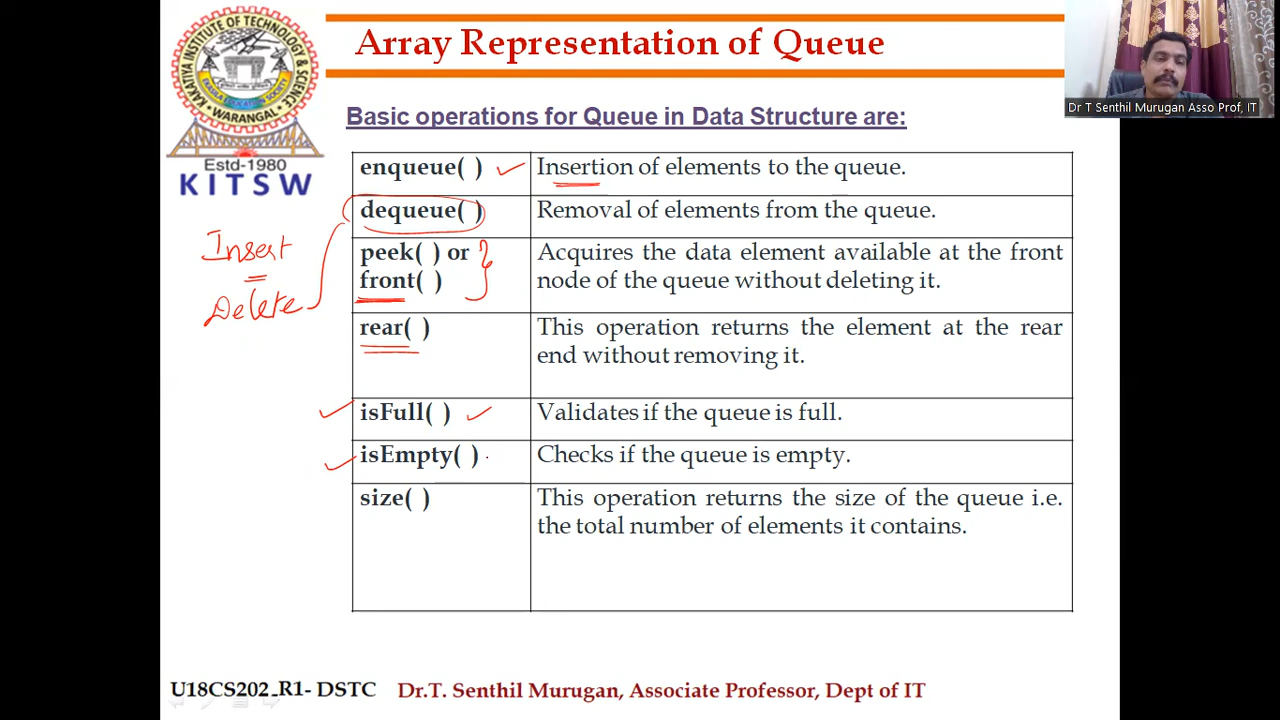 Array Representation of Queue
Dr T Senthil Murugan Asso Prof, IT
KAKATIYA INSTITUTE OF TECHNOLOGY & SCIENCE
WARANGAL
Estd-1980
KITSW
Basic operations for Queue in Data Structure are:
enqueue( ) Insertion of elements to the queue.
dequeue( ) Removal of elements from the queue.
peek( ) or Acquires the data element available at the front
front( ) node of the queue without deleting it.
Insert
Delete
rear( ) This operation returns the element at the rear
end without removing it.
isFull( ) Validates if the queue is full.
isEmpty( ) Checks if the queue is empty.
size( ) This operation returns the size of the queue i.e.
the total number of elements it contains.
U18CS202_R1- DSTC Dr.T. Senthil Murugan, Associate Professor, Dept of IT